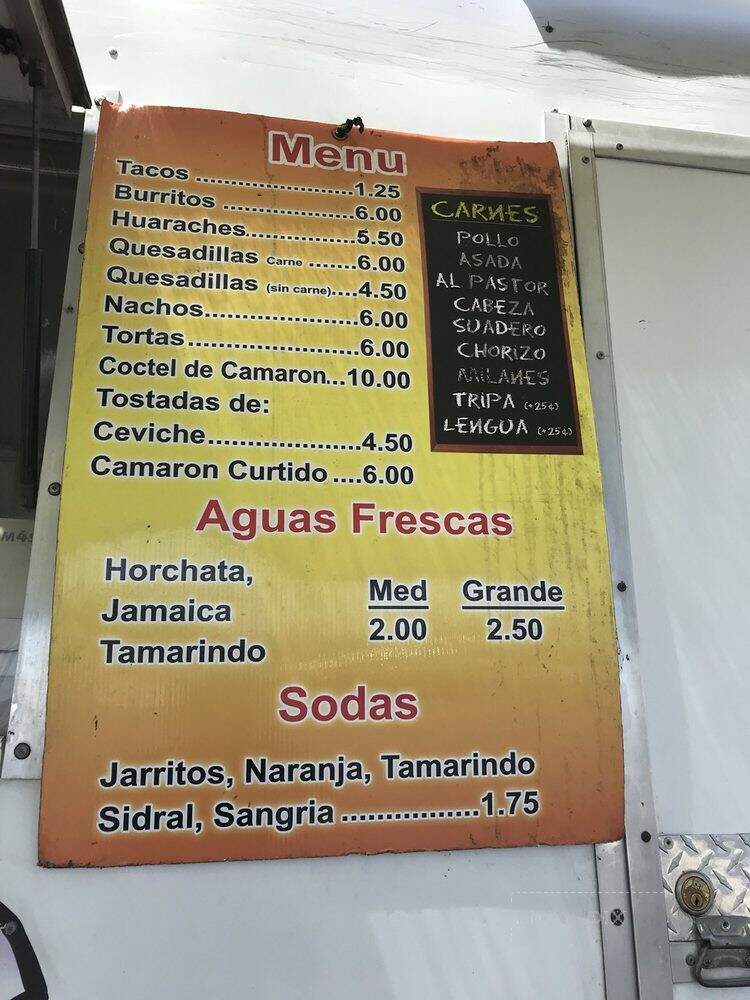 Menu
Tacos ........................1.25
Burritos ....................6.00
Huaraches.....................5.50
Quesadillas Carne ........6.00
Quesadillas (sin carne)....4.50
Nachos.......................6.00
Tortas.........................6.00
Coctel de Camaron...10.00
Tostadas de:
Ceviche....................4.50
Camaron Curtido ....6.00
CARNES
POLLO
ASADA
AL PASTOR
CABEZA
SUADERO
CHORIZO
MILANES
TRIPA (+25¢)
LENGUA (+25¢)
Aguas Frescas
Horchata,
Jamaica
Tamarindo
Med Grande
2.00 2.50
Sodas
Jarritos, Naranja, Tamarindo
Sidral, Sangria ................1.75